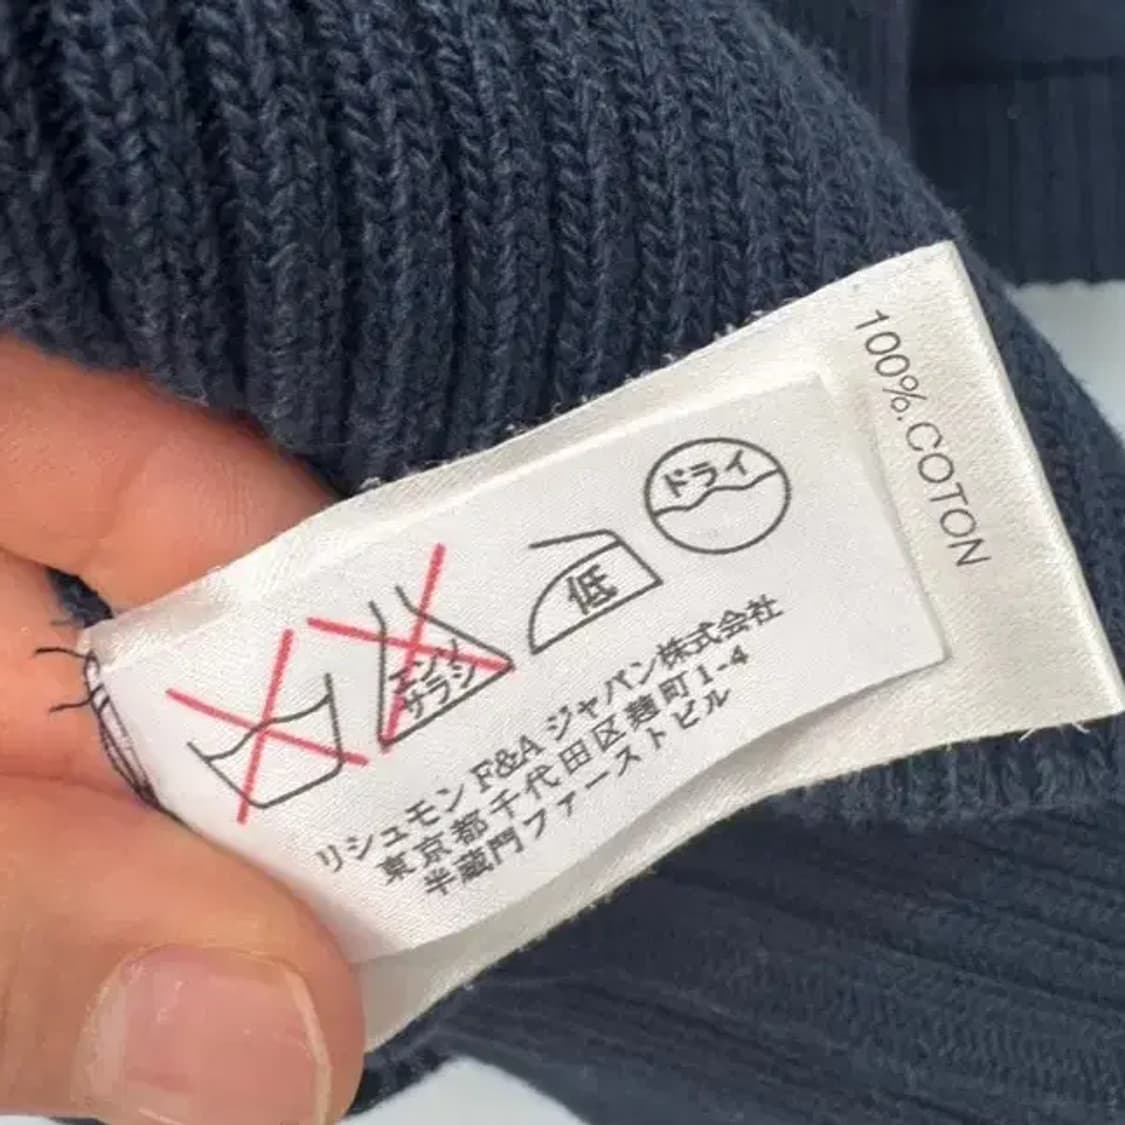 100%.COTON
ドライ
低
エンソ
サラシ
リシュモン F&A ジャパン株式会社
東京都千代田区麹町1-4
半蔵門ファーストビル